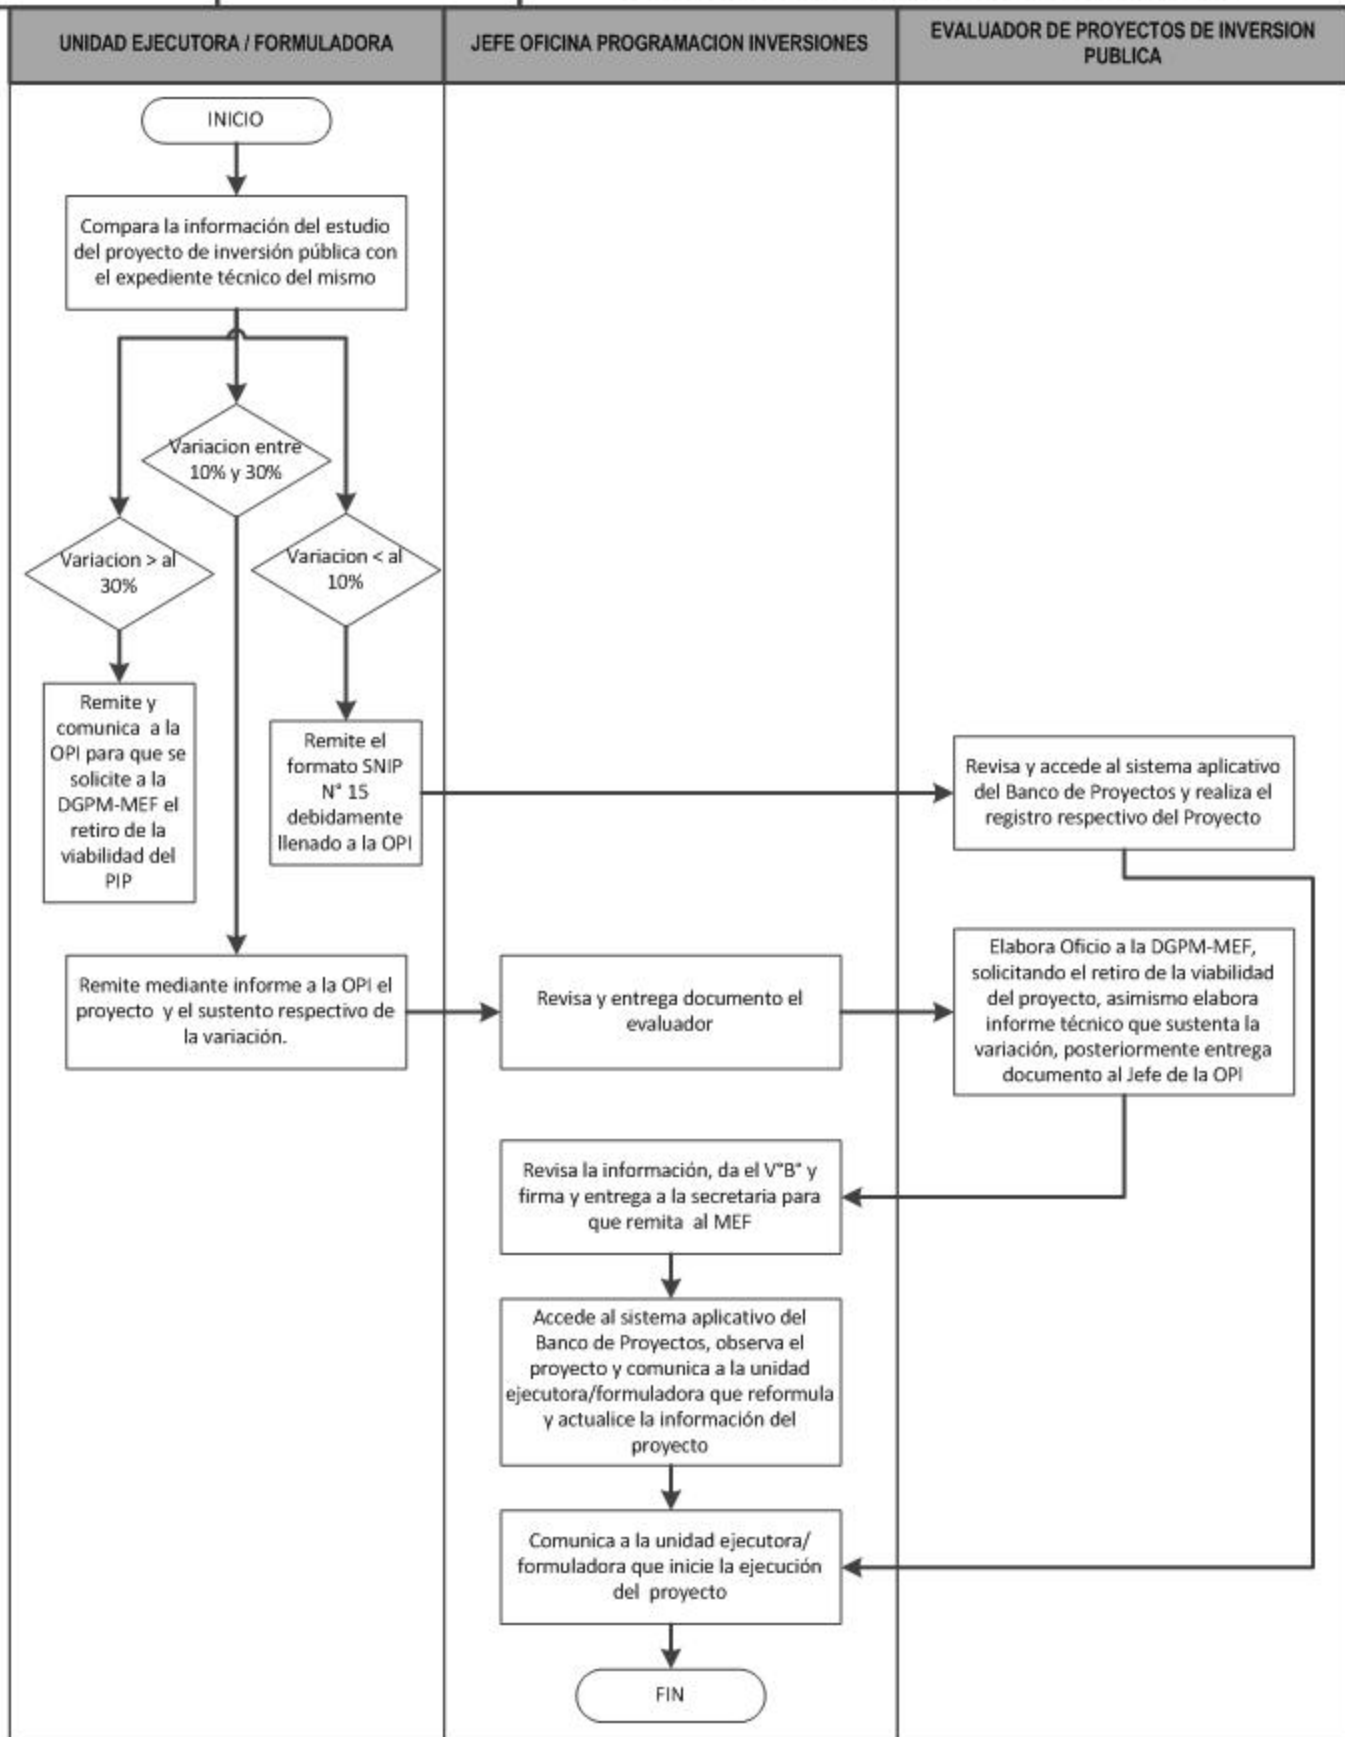 UNIDAD EJECUTORA / FORMULADORA
JEFE OFICINA PROGRAMACION INVERSIONES
EVALUADOR DE PROYECTOS DE INVERSION
PUBLICA
INICIO
Compara la información del estudio
del proyecto de inversión pública con
el expediente técnico del mismo
Variacion entre
10% y 30%
Variacion > al
30%
Variacion < al
10%
Remite y
comunica a la
OPI para que se
solicite a la
DGPM-MEF el
retiro de la
viabilidad del
PIP
Remite el
formato SNIP
N° 15
debidamente
llenado a la OPI
Revisa y accede al sistema aplicativo
del Banco de Proyectos y realiza el
registro respectivo del Proyecto
Remite mediante informe a la OPI el
proyecto y el sustento respectivo de
la variación.
Revisa y entrega documento el
evaluador
Elabora Oficio a la DGPM-MEF,
solicitando el retiro de la viabilidad
del proyecto, asimismo elabora
informe técnico que sustenta la
variación, posteriormente entrega
documento al Jefe de la OPI
Revisa la información, da el V°B° y
firma y entrega a la secretaria para
que remita al MEF
Accede al sistema aplicativo del
Banco de Proyectos, observa el
proyecto y comunica a la unidad
ejecutora/formuladora que reformula
y actualice la información del
proyecto
Comunica a la unidad ejecutora/
formuladora que inicie la ejecución
del proyecto
FIN